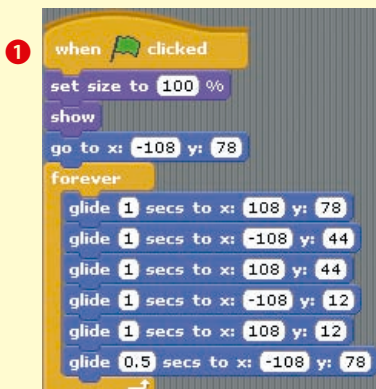 1
when clicked
set size to 100 %
show
go to x: -108 y: 78
forever
glide 1 secs to x: 108 y: 78
glide 1 secs to x: -108 y: 44
glide 1 secs to x: 108 y: 44
glide 1 secs to x: -108 y: 12
glide 1 secs to x: 108 y: 12
glide 0.5 secs to x: -108 y: 78